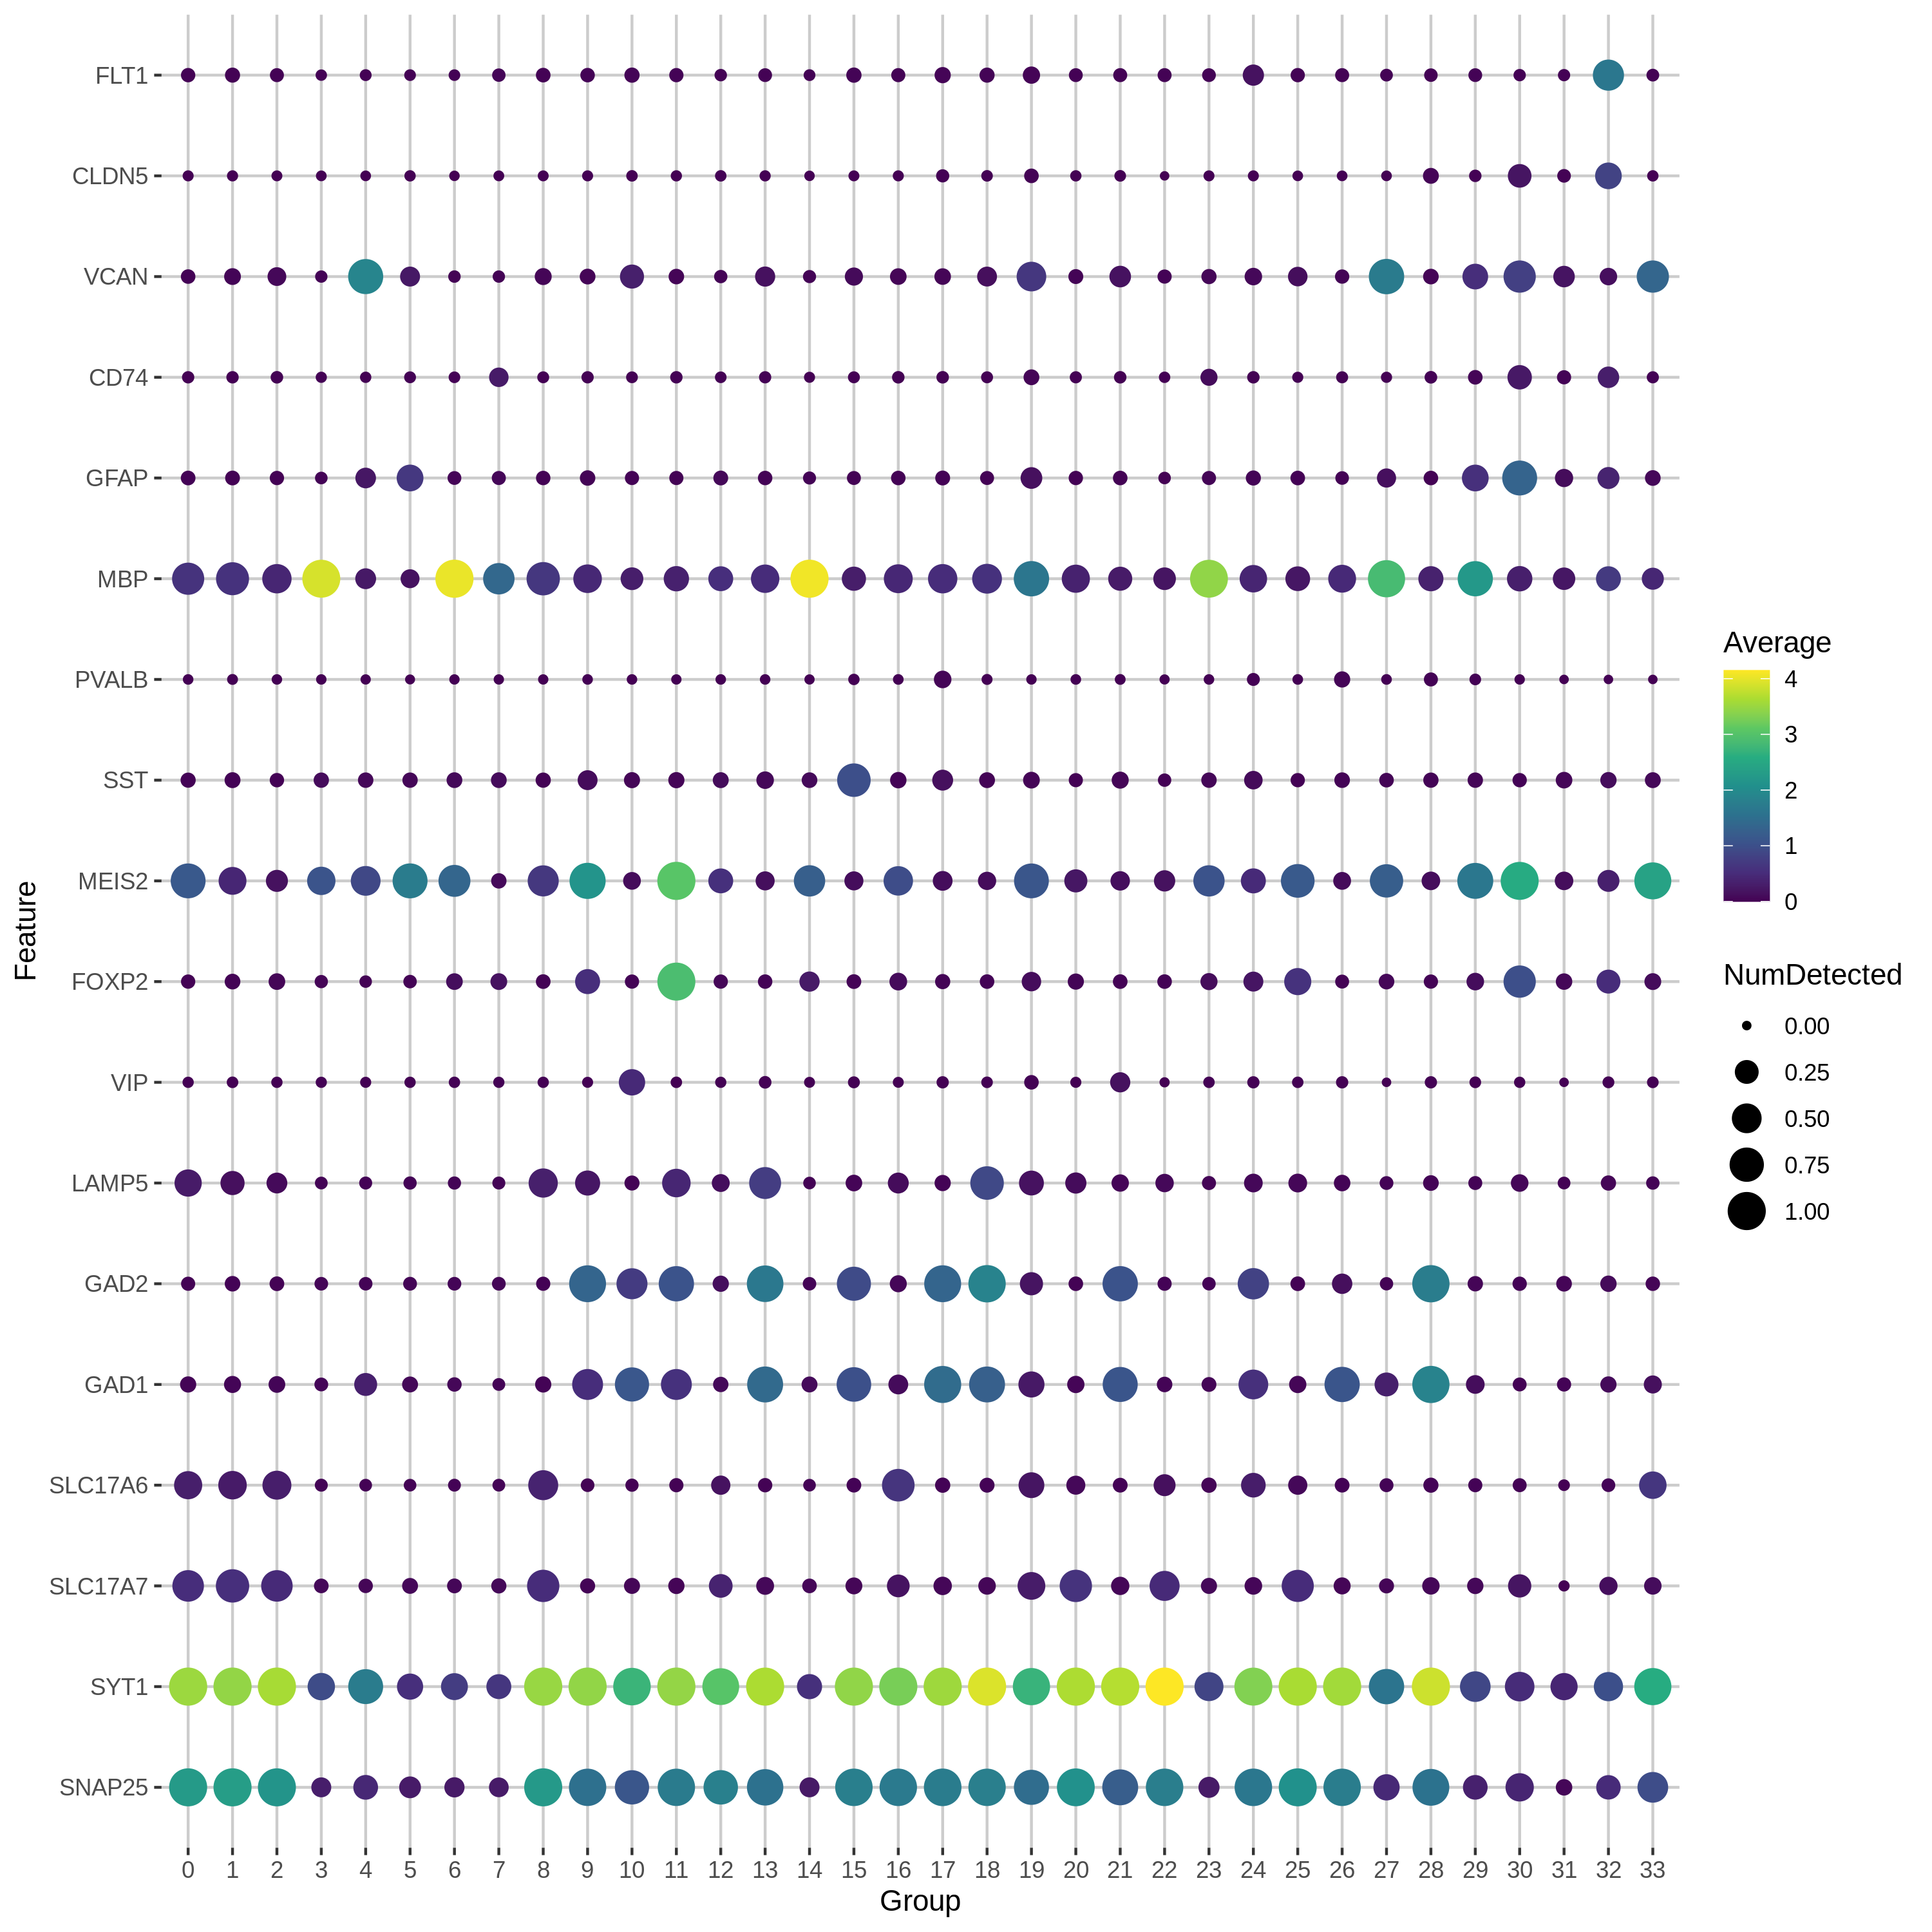 FLT1
CLDN5
VCAN
CD74
GFAP
MBP
PVALB
SST
MEIS2
FOXP2
VIP
LAMP5
GAD2
GAD1
SLC17A6
SLC17A7
SYT1
SNAP25
Feature
0 1 2 3 4 5 6 7 8 9 10 11 12 13 14 15 16 17 18 19 20 21 22 23 24 25 26 27 28 29 30 31 32 33
Group
Average
4
3
2
1
0
NumDetected
0.00
0.25
0.50
0.75
1.00